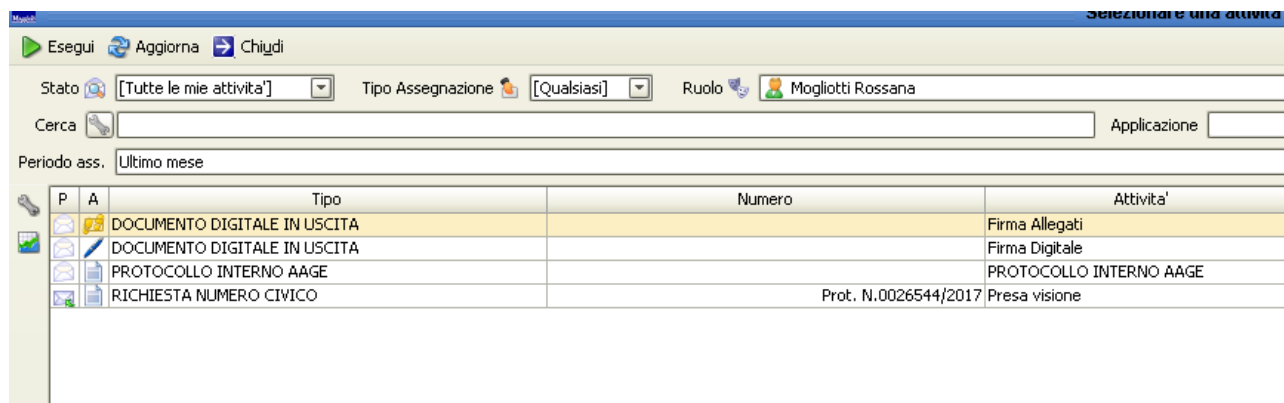 Selezionare una attivita
Esegui Aggiorna Chiudi
Stato [Tutte le mie attivita'] Tipo Assegnazione [Qualsiasi] Ruolo Mogliotti Rossana
Cerca Applicazione
Periodo ass. Ultimo mese
P A Tipo Numero Attivita'
DOCUMENTO DIGITALE IN USCITA Firma Allegati
DOCUMENTO DIGITALE IN USCITA Firma Digitale
PROTOCOLLO INTERNO AAGE PROTOCOLLO INTERNO AAGE
RICHIESTA NUMERO CIVICO Prot. N.0026544/2017 Presa visione